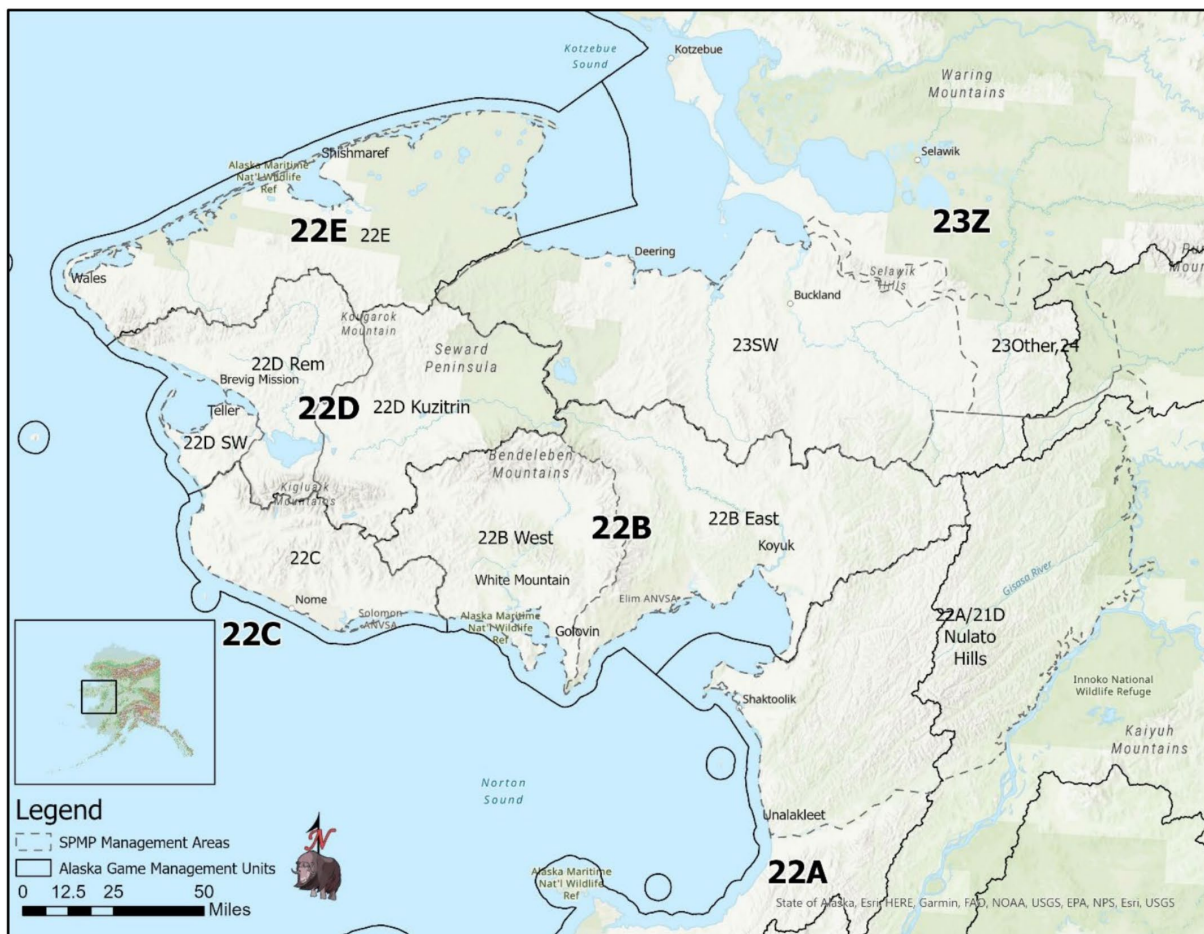 Kotzebue
Sound
Kotzebue
Waring
Mountains
Shishmaref
Alaska Maritime
Nat'l Wildlife
Ref
Selawik
22E
22E
23Z
Deering
Wales
Selawik
Hills
Buckland
Kougarok
Mountain
Seward
Peninsula
22D Rem
Brevig Mission
23SW
23Other,24
22D
22D Kuzitrin
Teller
22D SW
Bendeleben
Mountains
Kigluaik
Mountains
22B West
22B
22B East
Koyuk
22C
White Mountain
Gisasa River
Nome
Solomon
ANVSA
Elim ANVSA
Alaska Maritime
Nat'l Wildlife
Ref
Golovin
22C
22A/21D
Nulato
Hills
Innoko National
Wildlife Refuge
Shaktoolik
Kaiyuh
Mountains
Norton
Sound
Unalakleet
Alaska Maritime
Nat'l Wildlife
Ref
22A
Legend
SPMP Management Areas
Alaska Game Management Units
0 12.5 25 50
Miles
N
State of Alaska, Esri, HERE, Garmin, FAO, NOAA, USGS, EPA, NPS, Esri, USGS